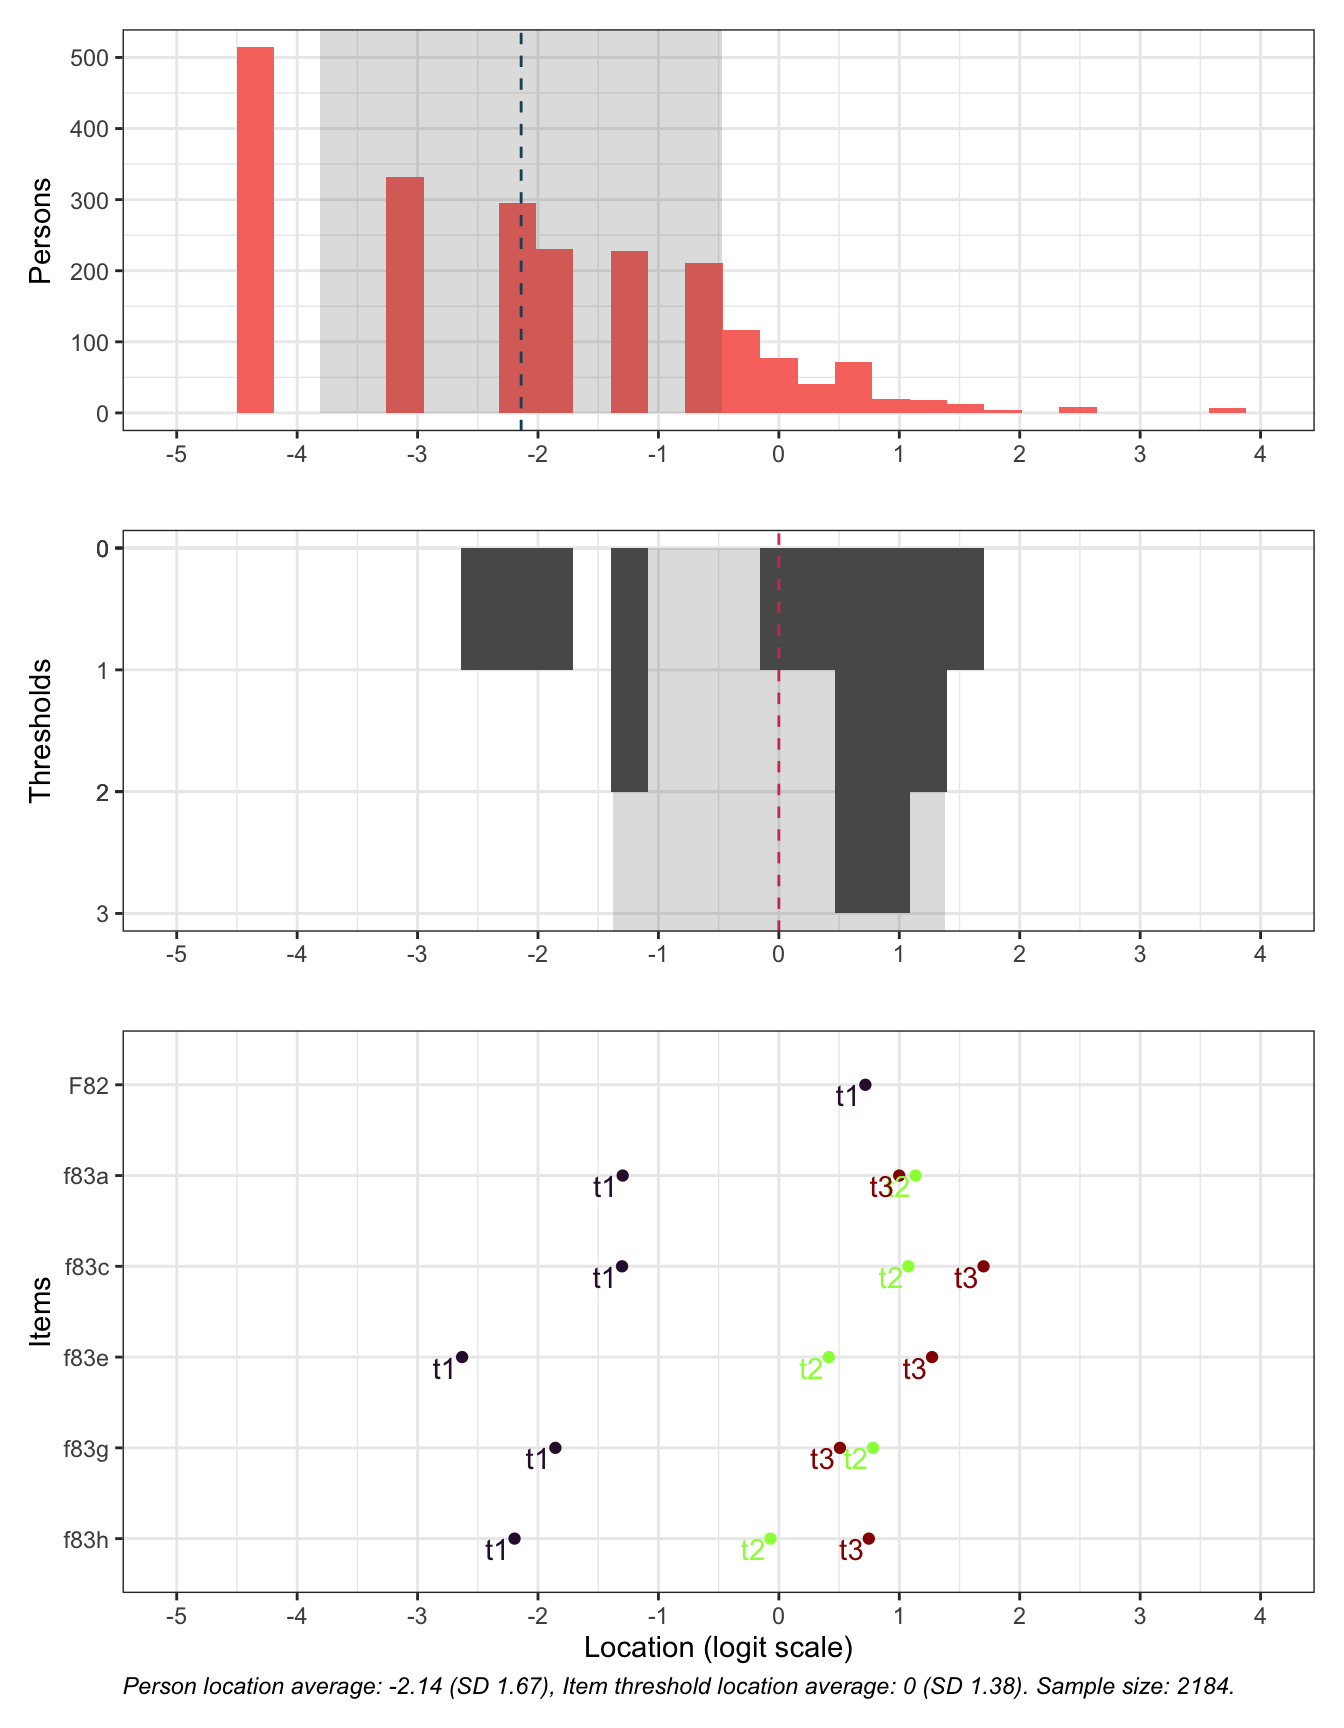 500
400
300
200
100
0
Persons
-5 -4 -3 -2 -1 0 1 2 3 4
0
1
2
3
Thresholds
-5 -4 -3 -2 -1 0 1 2 3 4
Items
F82 t1
f83a t1 t3 t2
f83c t1 t2 t3
f83e t1 t2 t3
f83g t1 t3 t2
f83h t1 t2 t3
-5 -4 -3 -2 -1 0 1 2 3 4
Location (logit scale)
Person location average: -2.14 (SD 1.67), Item threshold location average: 0 (SD 1.38). Sample size: 2184.